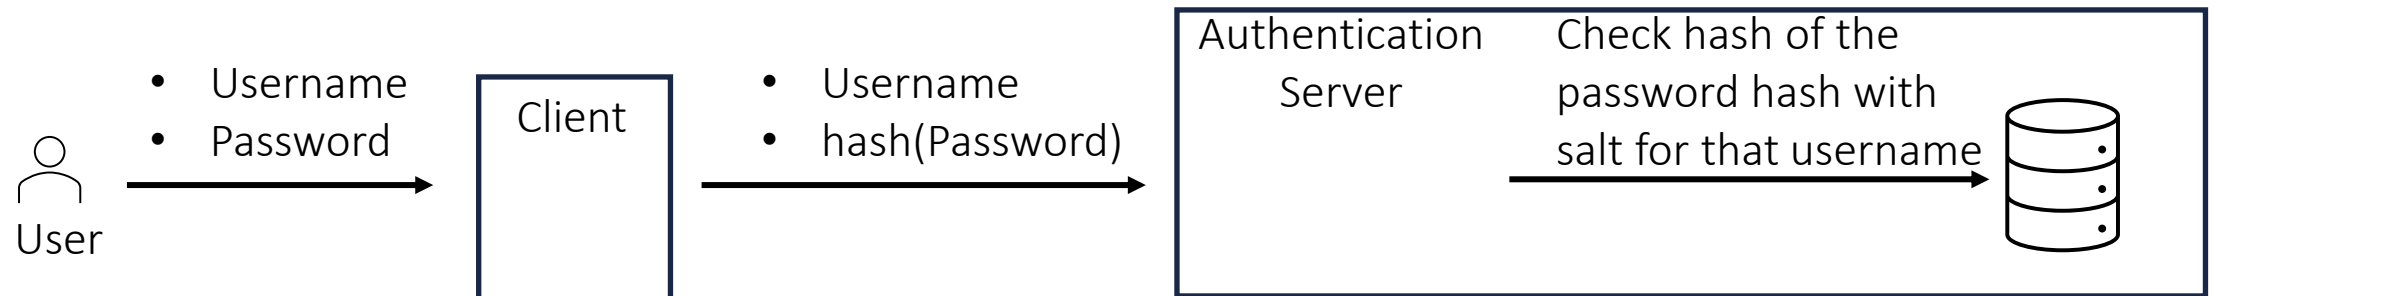 User
• Username
• Password
Client
• Username
• hash(Password)
Authentication
Server
Check hash of the
password hash with
salt for that username